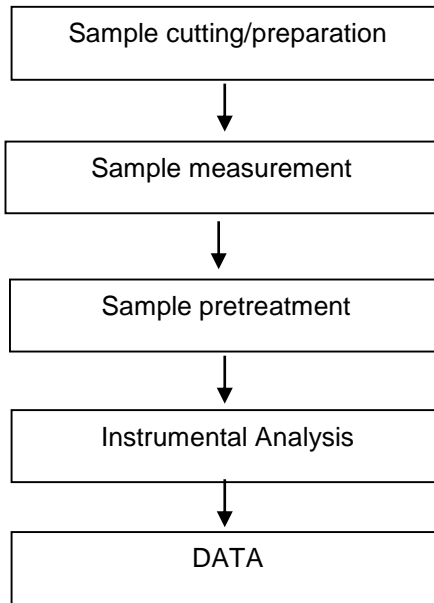 Sample cutting/preparation
Sample measurement
Sample pretreatment
Instrumental Analysis
DATA